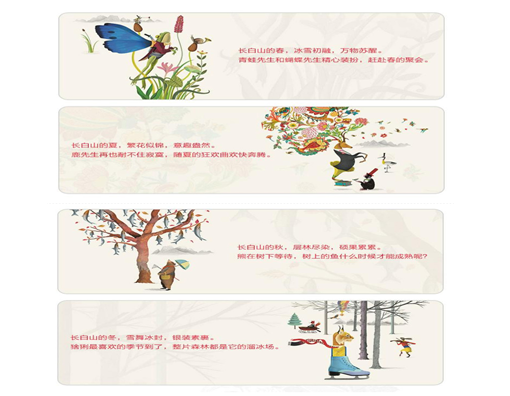 长白山的春，冰雪初融，万物苏醒。
青蛙先生和蝴蝶先生精心装扮，赶赴春的聚会。
长白山的夏，繁花似锦，意趣盎然。
鹿先生再也耐不住寂寞，随夏的狂欢曲欢快奔腾。
长白山的秋，层林尽染，硕果累累。
熊在树下等待，树上的鱼什么时候才能成熟呢？
长白山的冬，雪舞冰封，银装素裹。
猞猁最喜欢的季节到了，整片森林都是它的溜冰场。